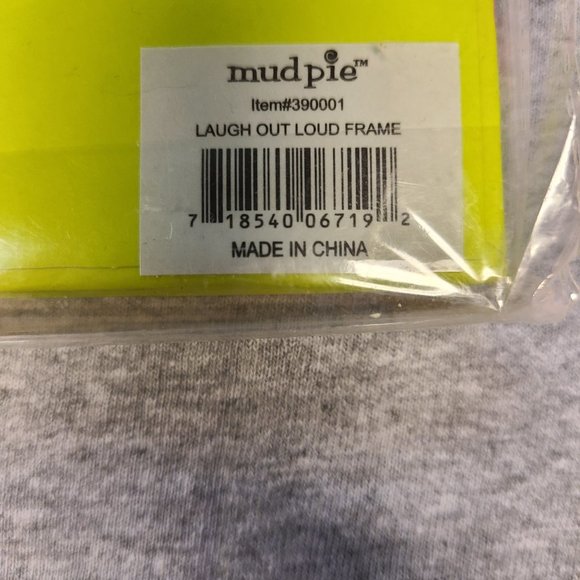 mudpie™
Item#390001
LAUGH OUT LOUD FRAME
7 18540 06719 2
MADE IN CHINA